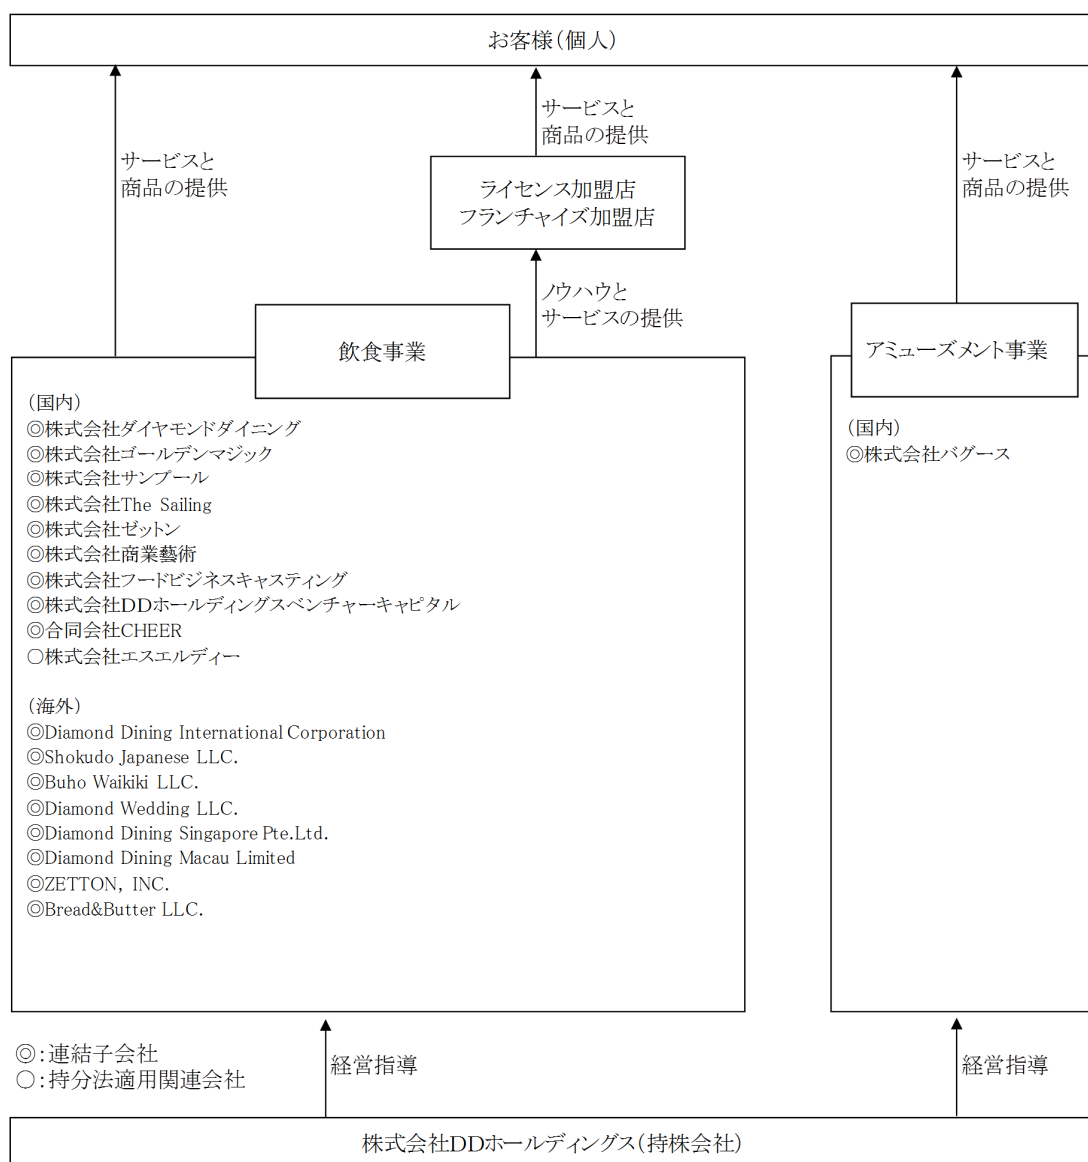 お客様(個人)
サービスと
商品の提供
サービスと
商品の提供
サービスと
商品の提供
ライセンス加盟店
フランチャイズ加盟店
ノウハウと
サービスの提供
飲食事業
(国内)
◎株式会社ダイヤモンドダイニング
◎株式会社ゴールデンマジック
◎株式会社サンプール
◎株式会社The Sailing
◎株式会社ゼットン
◎株式会社商業藝術
◎株式会社フードビジネスキャスティング
◎株式会社DDホールディングスベンチャーキャピタル
◎合同会社CHEER
○株式会社エスエルディー
(海外)
◎Diamond Dining International Corporation
◎Shokudo Japanese LLC.
◎Buho Waikiki LLC.
◎Diamond Wedding LLC.
◎Diamond Dining Singapore Pte.Ltd.
◎Diamond Dining Macau Limited
◎ZETTON, INC.
◎Bread&Butter LLC.
アミューズメント事業
(国内)
◎株式会社バグース
◎:連結子会社
○:持分法適用関連会社
経営指導
経営指導
株式会社DDホールディングス(持株会社)